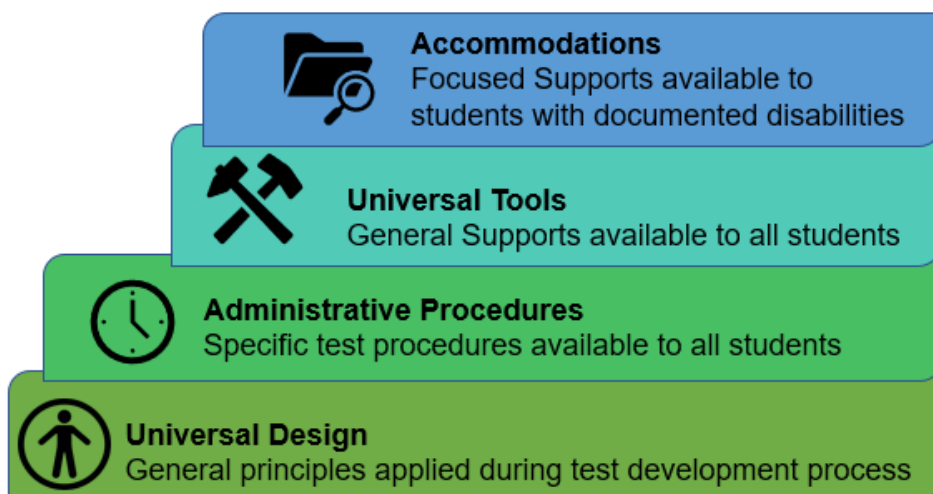 Accommodations
Focused Supports available to
students with documented disabilities
Universal Tools
General Supports available to all students
Administrative Procedures
Specific test procedures available to all students
Universal Design
General principles applied during test development process